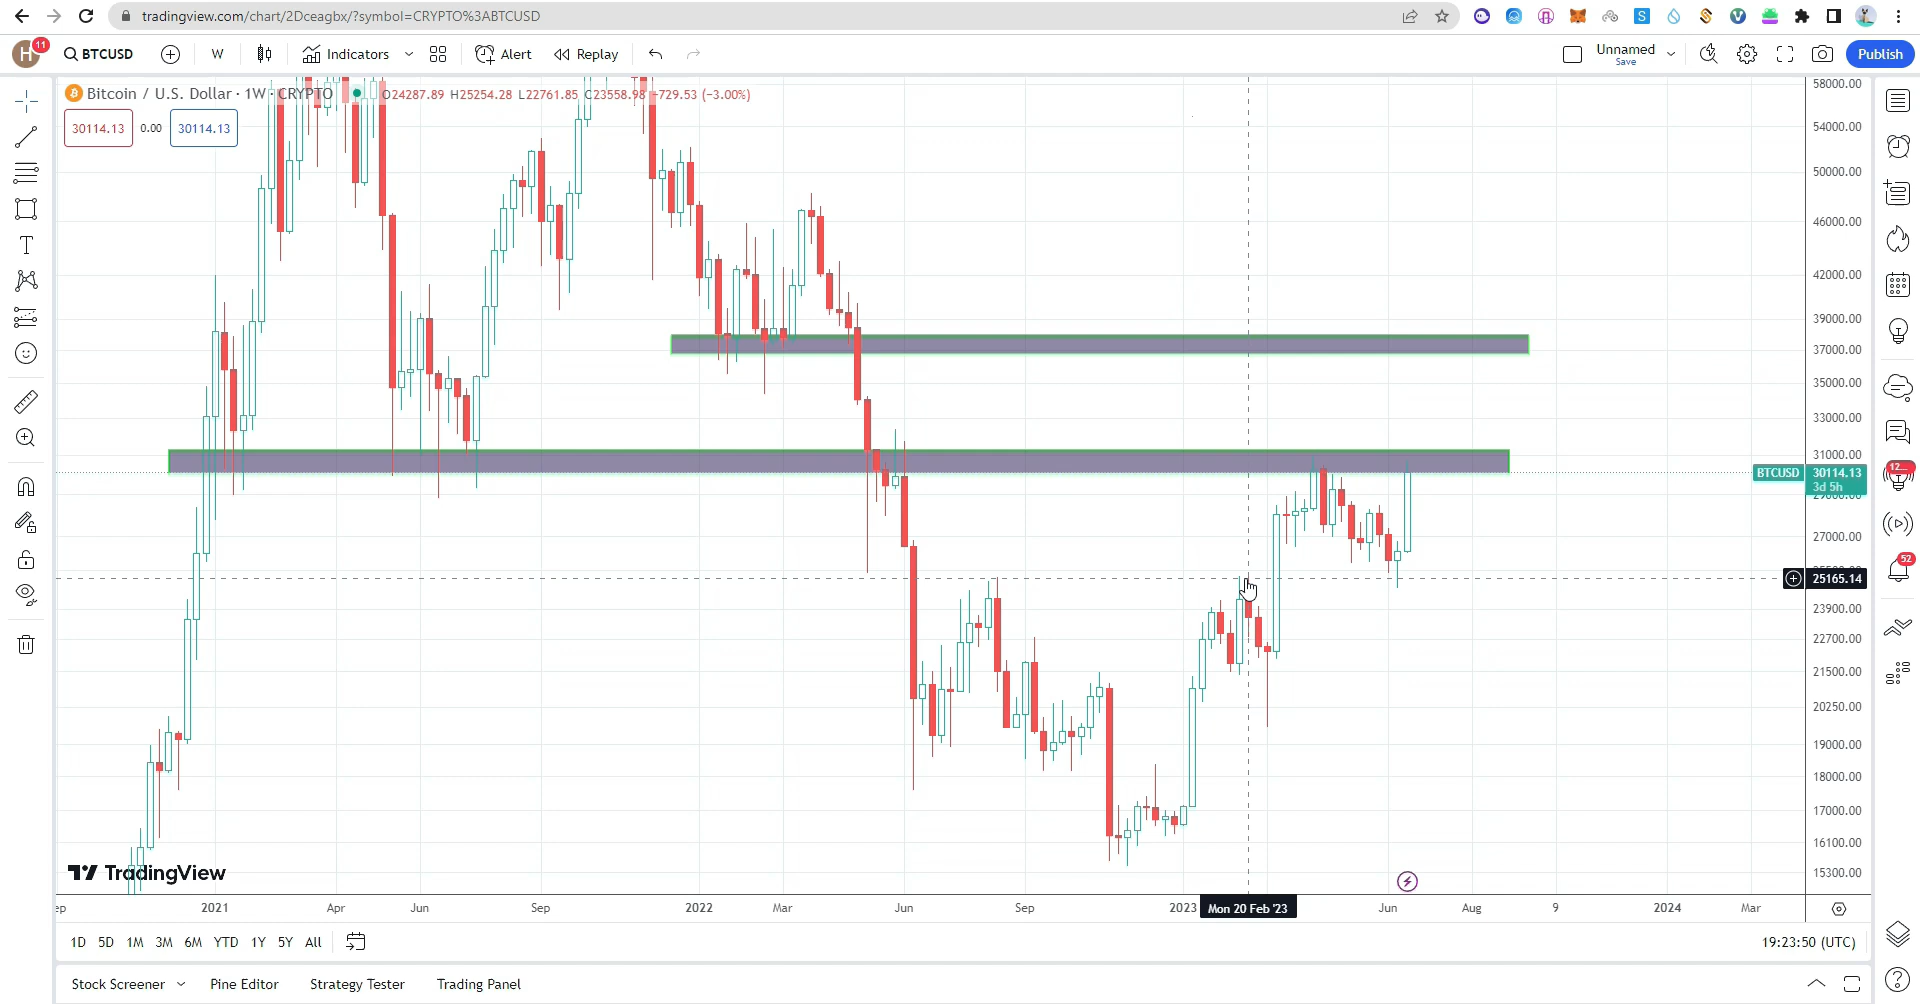 tradingview.com/chart/2Dceagbx/?symbol=CRYPTO%3ABTCUSD
H 11 BTCUSD W Indicators Alert Replay Unnamed Save Publish
Bitcoin / U.S. Dollar · 1W · CRYPTO O24287.89 H25254.28 L22761.85 C23558.98 −729.53 (−3.00%)
30114.13 0.00 30114.13
58000.00
54000.00
50000.00
46000.00
42000.00
39000.00
37000.00
35000.00
33000.00
31000.00
BTCUSD 30114.13
3d 5h
29000.00
27000.00
25165.14
23900.00
22700.00
21500.00
20250.00
19000.00
18000.00
17000.00
16100.00
15300.00
12...
52
TradingView
ep 2021 Apr Jun Sep 2022 Mar Jun Sep 2023 Mon 20 Feb '23 Jun Aug 9 2024 Mar
1D 5D 1M 3M 6M YTD 1Y 5Y All 19:23:50 (UTC)
Stock Screener Pine Editor Strategy Tester Trading Panel